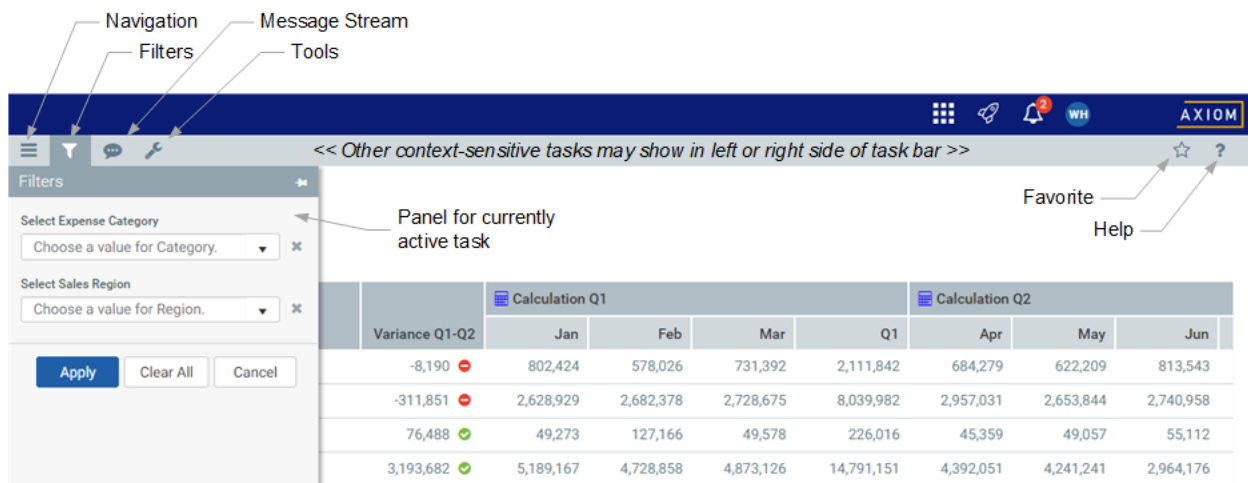 Navigation
Message Stream
Filters
Tools
2
WH
AXIOM
<< Other context-sensitive tasks may show in left or right side of task bar >>
?
Filters
Favorite
Help
Panel for currently
active task
Select Expense Category
Choose a value for Category.
Select Sales Region
Choose a value for Region.
Apply Clear All Cancel
Calculation Q1 Calculation Q2
Variance Q1-Q2 Jan Feb Mar Q1 Apr May Jun
-8,190 802,424 578,026 731,392 2,111,842 684,279 622,209 813,543
-311,851 2,628,929 2,682,378 2,728,675 8,039,982 2,957,031 2,653,844 2,740,958
76,488 49,273 127,166 49,578 226,016 45,359 49,057 55,112
3,193,682 5,189,167 4,728,858 4,873,126 14,791,151 4,392,051 4,241,241 2,964,176